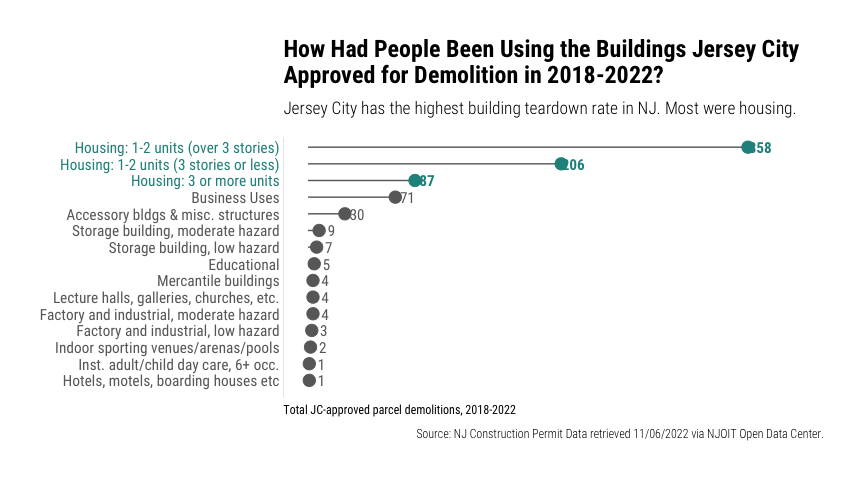 How Had People Been Using the Buildings Jersey City
Approved for Demolition in 2018-2022?
Jersey City has the highest building teardown rate in NJ. Most were housing.
Housing: 1-2 units (over 3 stories) 358
Housing: 1-2 units (3 stories or less) 206
Housing: 3 or more units 87
Business Uses 71
Accessory bldgs & misc. structures 30
Storage building, moderate hazard 9
Storage building, low hazard 7
Educational 5
Mercantile buildings 4
Lecture halls, galleries, churches, etc. 4
Factory and industrial, moderate hazard 4
Factory and industrial, low hazard 3
Indoor sporting venues/arenas/pools 2
Inst. adult/child day care, 6+ occ. 1
Hotels, motels, boarding houses etc 1
Total JC-approved parcel demolitions, 2018-2022
Source: NJ Construction Permit Data retrieved 11/06/2022 via NJOIT Open Data Center.